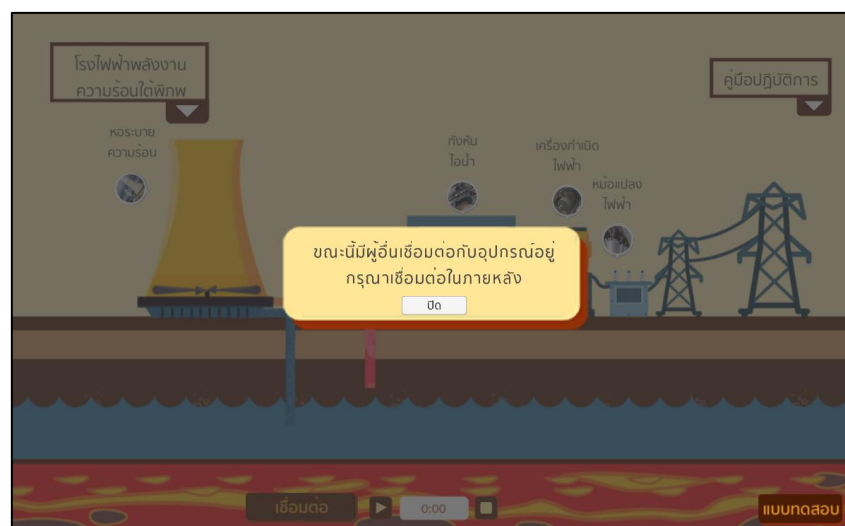 โรงไฟฟ้าพลังงาน
ความร้อนใต้พิภพ
คู่มือปฏิบัติการ
หอระบาย
ความร้อน
กังหัน
ไอน้ำ
เครื่องกำเนิด
ไฟฟ้า
หม้อแปลง
ไฟฟ้า
ขณะนี้มีผู้อื่นเชื่อมต่อกับอุปกรณ์อยู่
กรุณาเชื่อมต่อในภายหลัง
ปิด
เชื่อมต่อ
0:00
แบบทดสอบ